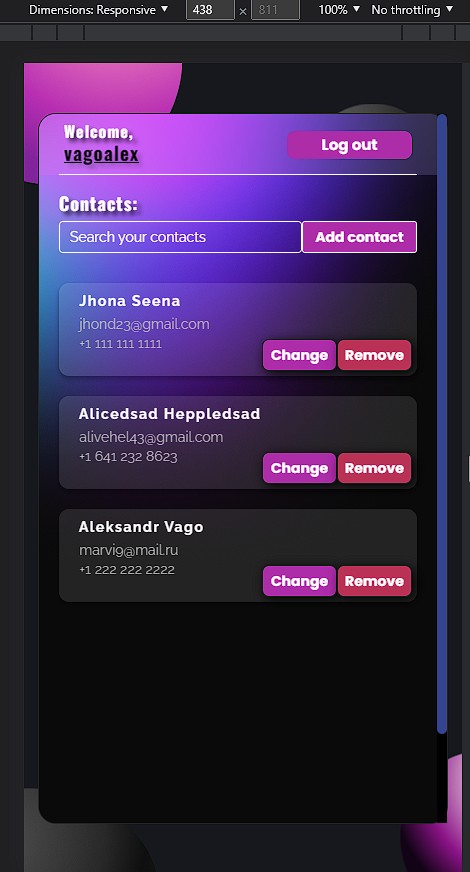 Dimensions: Responsive ▼ 438 × 811 100% ▼ No throttling ▼
Welcome,
vagoalex
Log out
Contacts:
Search your contacts
Add contact
Jhona Seena
jhond23@gmail.com
+1 111 111 1111
Change Remove
Alicedsad Heppledsad
alivehel43@gmail.com
+1 641 232 8623
Change Remove
Aleksandr Vago
marvi9@mail.ru
+1 222 222 2222
Change Remove